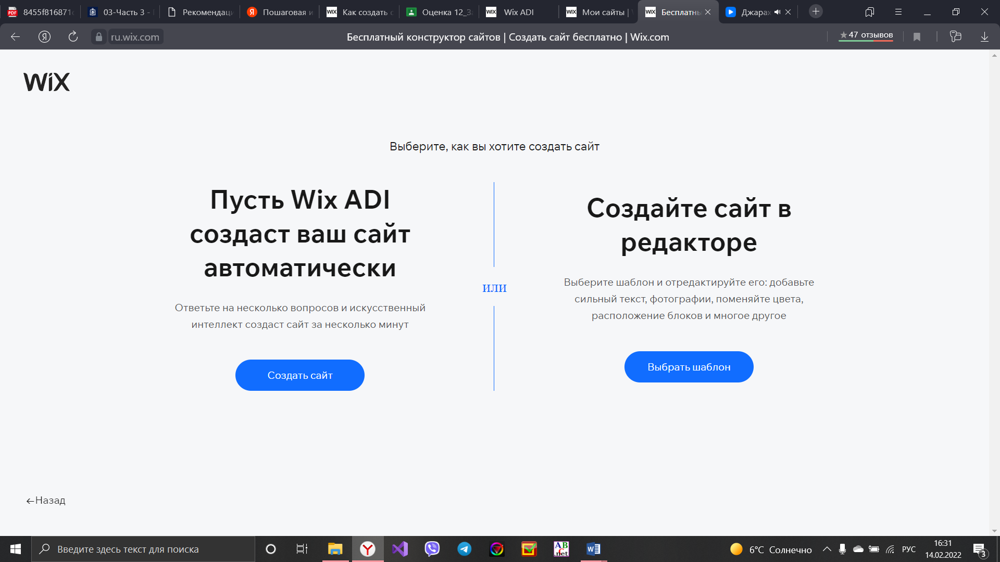 8455f816871
03-Часть 3 -
Рекомендац
Пошаговая и
Как создать с
Оценка 12_З
Wix ADI
Мои сайты |
Бесплатны
Джарах
ru.wix.com
Бесплатный конструктор сайтов | Создать сайт бесплатно | Wix.com
★47 отзывов
WiX
Выберите, как вы хотите создать сайт
Пусть Wix ADI
создаст ваш сайт
автоматически
Ответьте на несколько вопросов и искусственный
интеллект создаст сайт за несколько минут
Создать сайт
или
Создайте сайт в
редакторе
Выберите шаблон и отредактируйте его: добавьте
сильный текст, фотографии, поменяйте цвета,
расположение блоков и многое другое
Выбрать шаблон
←Назад
Введите здесь текст для поиска
6°C Солнечно
РУС
16:31
14.02.2022
3